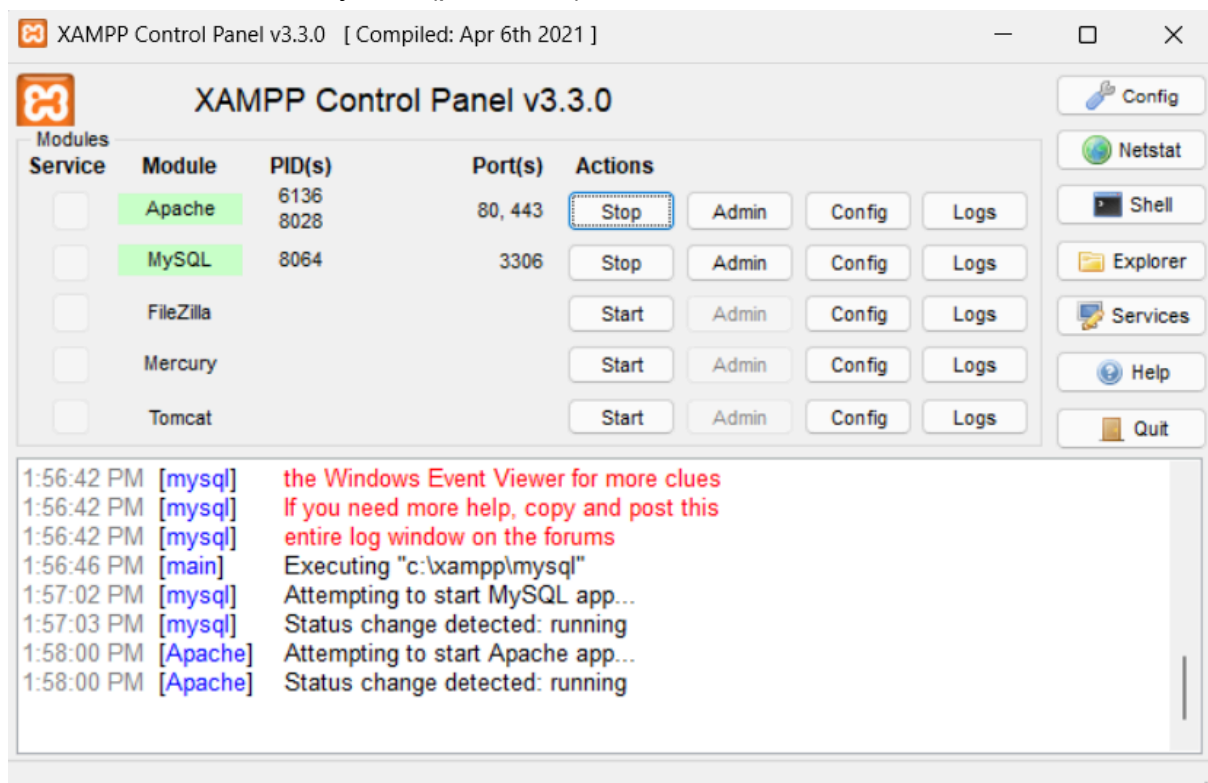 XAMPP Control Panel v3.3.0 [ Compiled: Apr 6th 2021 ]
XAMPP Control Panel v3.3.0
Config
Modules
Netstat
Service Module PID(s) Port(s) Actions
Apache 6136 8028 80, 443 Stop Admin Config Logs
Shell
MySQL 8064 3306 Stop Admin Config Logs
Explorer
FileZilla Start Admin Config Logs
Services
Mercury Start Admin Config Logs
Help
Tomcat Start Admin Config Logs
Quit
1:56:42 PM [mysql] the Windows Event Viewer for more clues
1:56:42 PM [mysql] If you need more help, copy and post this
1:56:42 PM [mysql] entire log window on the forums
1:56:46 PM [main] Executing "c:\xampp\mysql"
1:57:02 PM [mysql] Attempting to start MySQL app...
1:57:03 PM [mysql] Status change detected: running
1:58:00 PM [Apache] Attempting to start Apache app...
1:58:00 PM [Apache] Status change detected: running